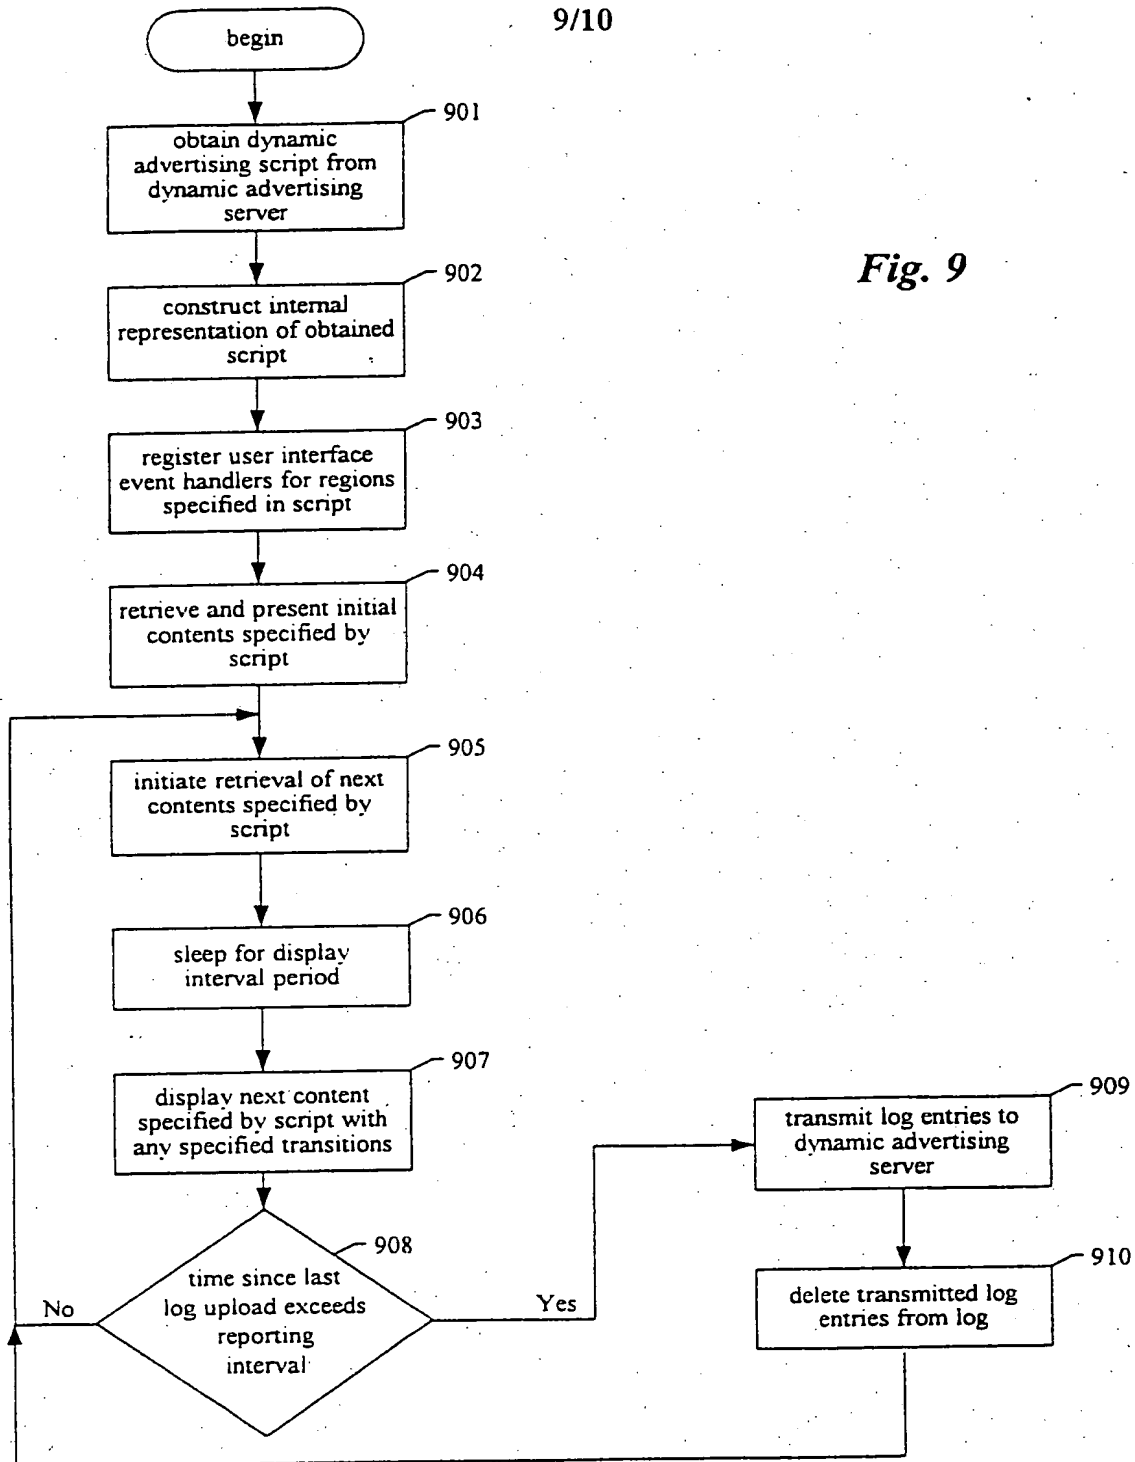 9/10
begin
901
obtain dynamic
advertising script from
dynamic advertising
server
Fig. 9
902
construct internal
representation of obtained
script
903
register user interface
event handlers for regions
specified in script
904
retrieve and present initial
contents specified by
script
905
initiate retrieval of next
contents specified by
script
906
sleep for display
interval period
907
display next content
specified by script with
any specified transitions
908
time since last
log upload exceeds
reporting
interval
No
Yes
909
transmit log entries to
dynamic advertising
server
910
delete transmitted log
entries from log